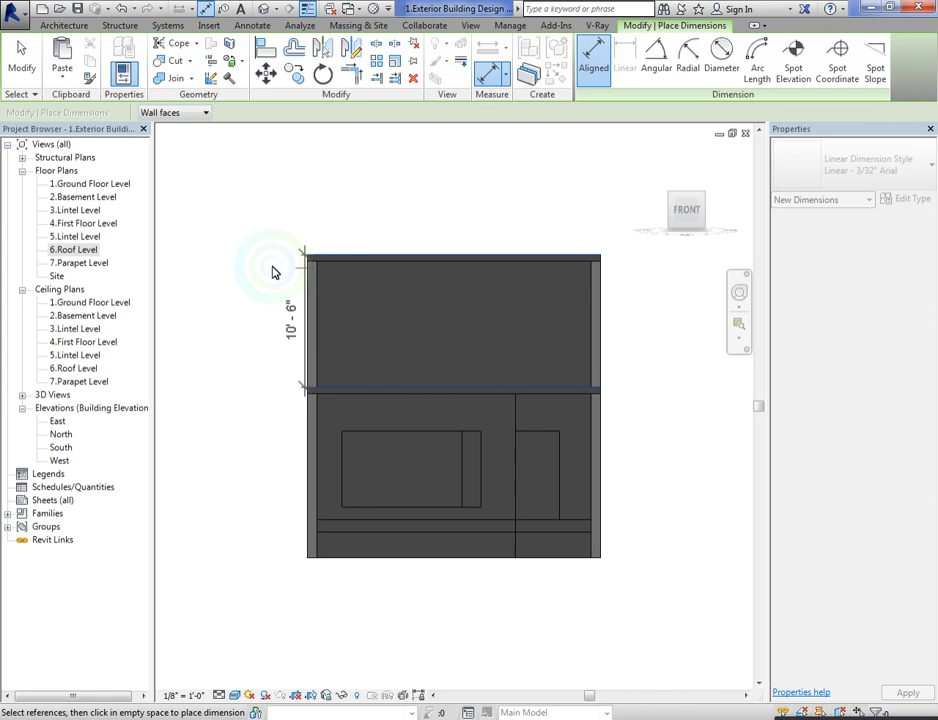 1.Exterior Building Design ...
Type a keyword or phrase
Sign In
Architecture
Structure
Systems
Insert
Annotate
Analyze
Massing & Site
Collaborate
View
Manage
Add-Ins
V-Ray
Modify | Place Dimensions
Modify
Paste
Cope
Cut
Join
Aligned
Linear
Angular
Radial
Diameter
Arc Length
Spot Elevation
Spot Coordinate
Spot Slope
Select
Clipboard
Properties
Geometry
Modify
View
Measure
Create
Dimension
Modify | Place Dimensions
Wall faces
Project Browser - 1.Exterior Buildi...
Views (all)
Structural Plans
Floor Plans
1.Ground Floor Level
2.Basement Level
3.Lintel Level
4.First Floor Level
5.Lintel Level
6.Roof Level
7.Parapet Level
Site
Ceiling Plans
1.Ground Floor Level
2.Basement Level
3.Lintel Level
4.First Floor Level
5.Lintel Level
6.Roof Level
7.Parapet Level
3D Views
Elevations (Building Elevation
East
North
South
West
Legends
Schedules/Quantities
Sheets (all)
Families
Groups
Revit Links
FRONT
10' - 6"
Properties
Linear Dimension Style
Linear - 3/32" Arial
New Dimensions
Edit Type
Properties help
Apply
1/8" = 1'-0"
Select references, then click in empty space to place dimension
:0
Main Model